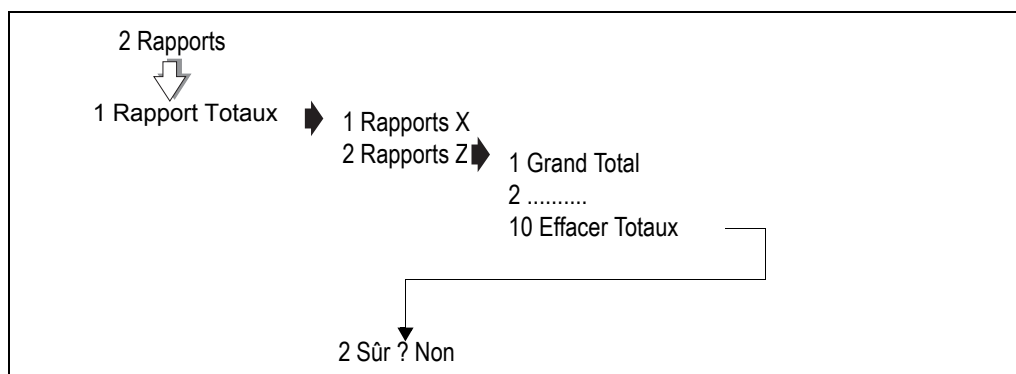 2 Rapports
1 Rapport Totaux
1 Rapports X
2 Rapports Z
1 Grand Total
2 ..........
10 Effacer Totaux
2 Sûr ? Non